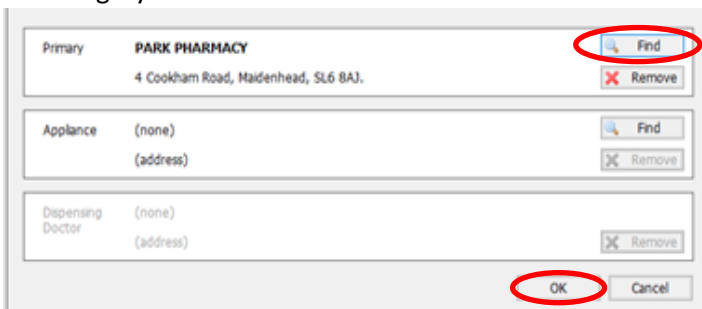 Primary PARK PHARMACY Find
4 Cookham Road, Maidenhead, SL6 8AJ. Remove
Appliance (none) Find
(address) Remove
Dispensing Doctor (none)
(address) Remove
OK Cancel